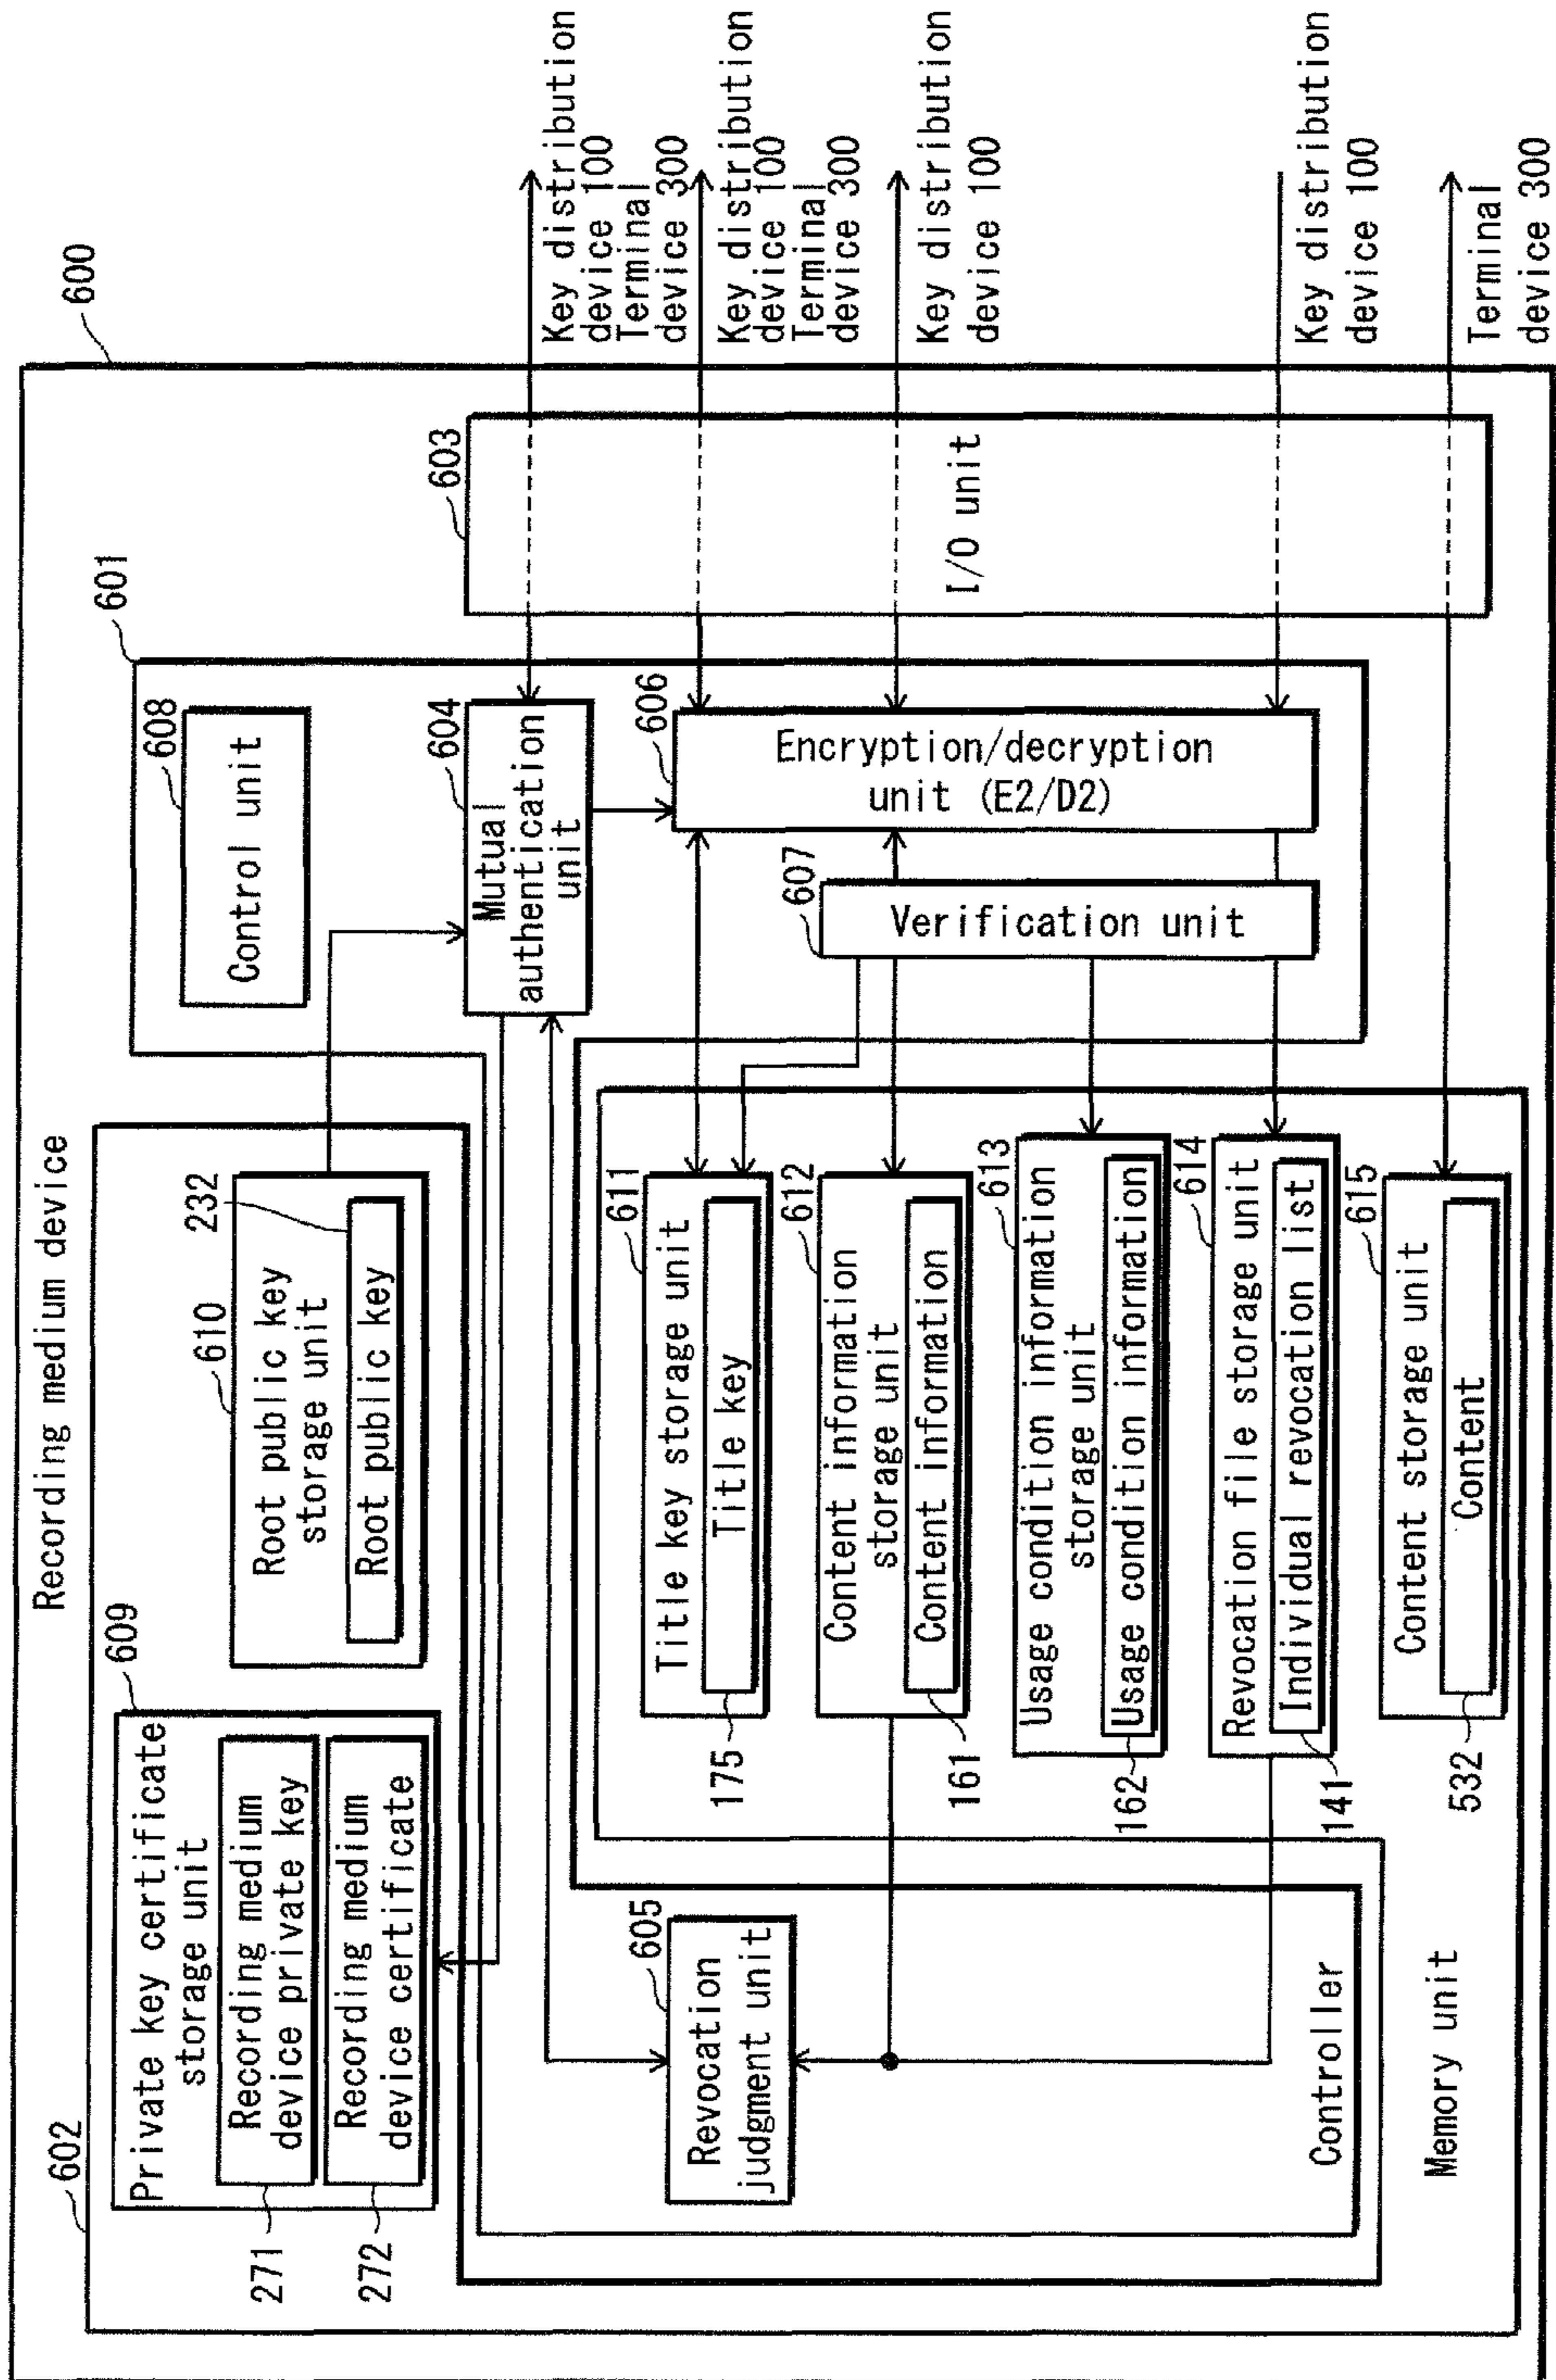 Recording medium device
600
602
601
609
Private key certificate
storage unit
Recording medium
device private key
271
Recording medium
device certificate
272
610
Root public key
storage unit
232
Root public key
608
Control unit
603
I/O unit
604
Mutual
authentication
unit
Key distribution
device 100
Terminal
device 300
605
Revocation
judgment unit
611
Title key storage unit
Title key
175
606
Encryption/decryption
unit (E2/D2)
Key distribution
device 100
Terminal
device 300
612
Content information
storage unit
Content information
161
607
Verification unit
Key distribution
device 100
613
Usage condition information
storage unit
Usage condition information
162
614
Revocation file storage unit
Individual revocation list
141
Key distribution
device 100
Controller
615
Content storage unit
Content
532
Terminal
device 300
Memory unit